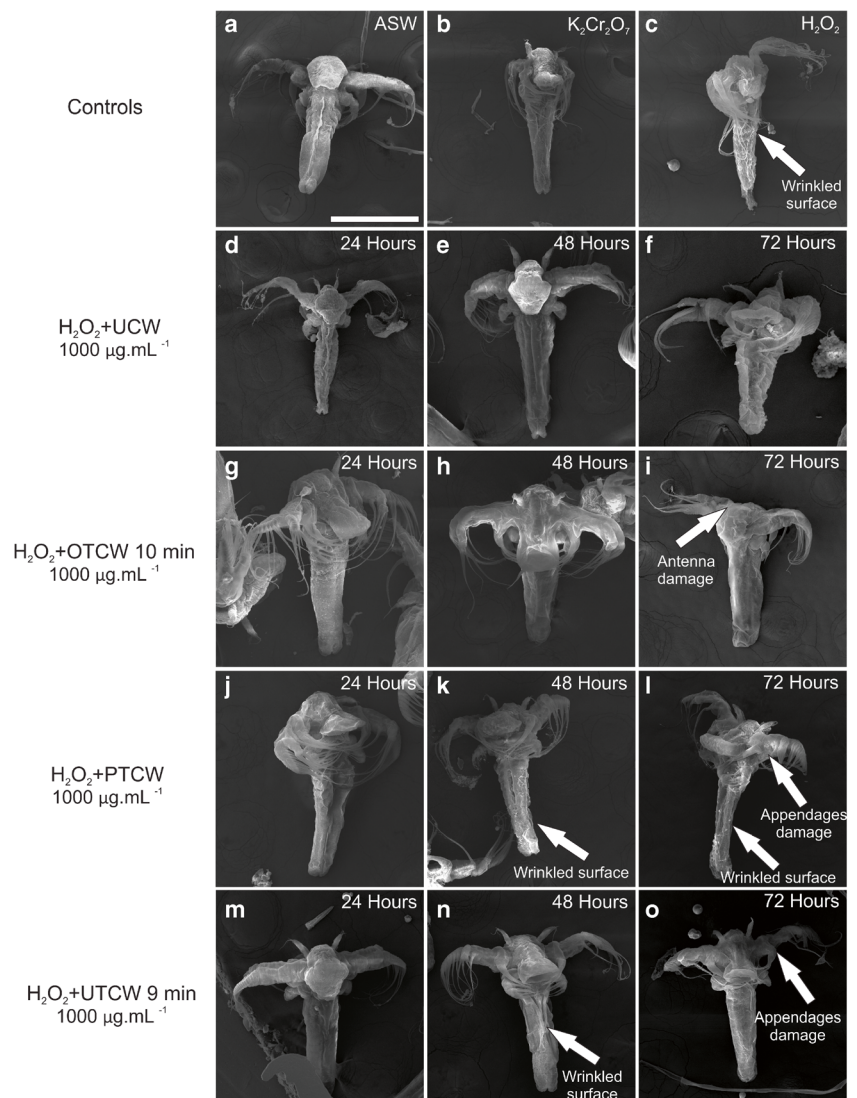 a ASW
b K₂Cr₂O₇
c H₂O₂
Controls
Wrinkled
surface
d 24 Hours
e 48 Hours
f 72 Hours
H₂O₂+UCW
1000 µg.mL ⁻¹
g 24 Hours
h 48 Hours
i 72 Hours
H₂O₂+OTCW 10 min
1000 µg.mL ⁻¹
Antenna
damage
j 24 Hours
k 48 Hours
l 72 Hours
H₂O₂+PTCW
1000 µg.mL ⁻¹
Wrinkled surface
Appendages
damage
Wrinkled surface
m 24 Hours
n 48 Hours
o 72 Hours
H₂O₂+UTCW 9 min
1000 µg.mL ⁻¹
Wrinkled
surface
Appendages
damage